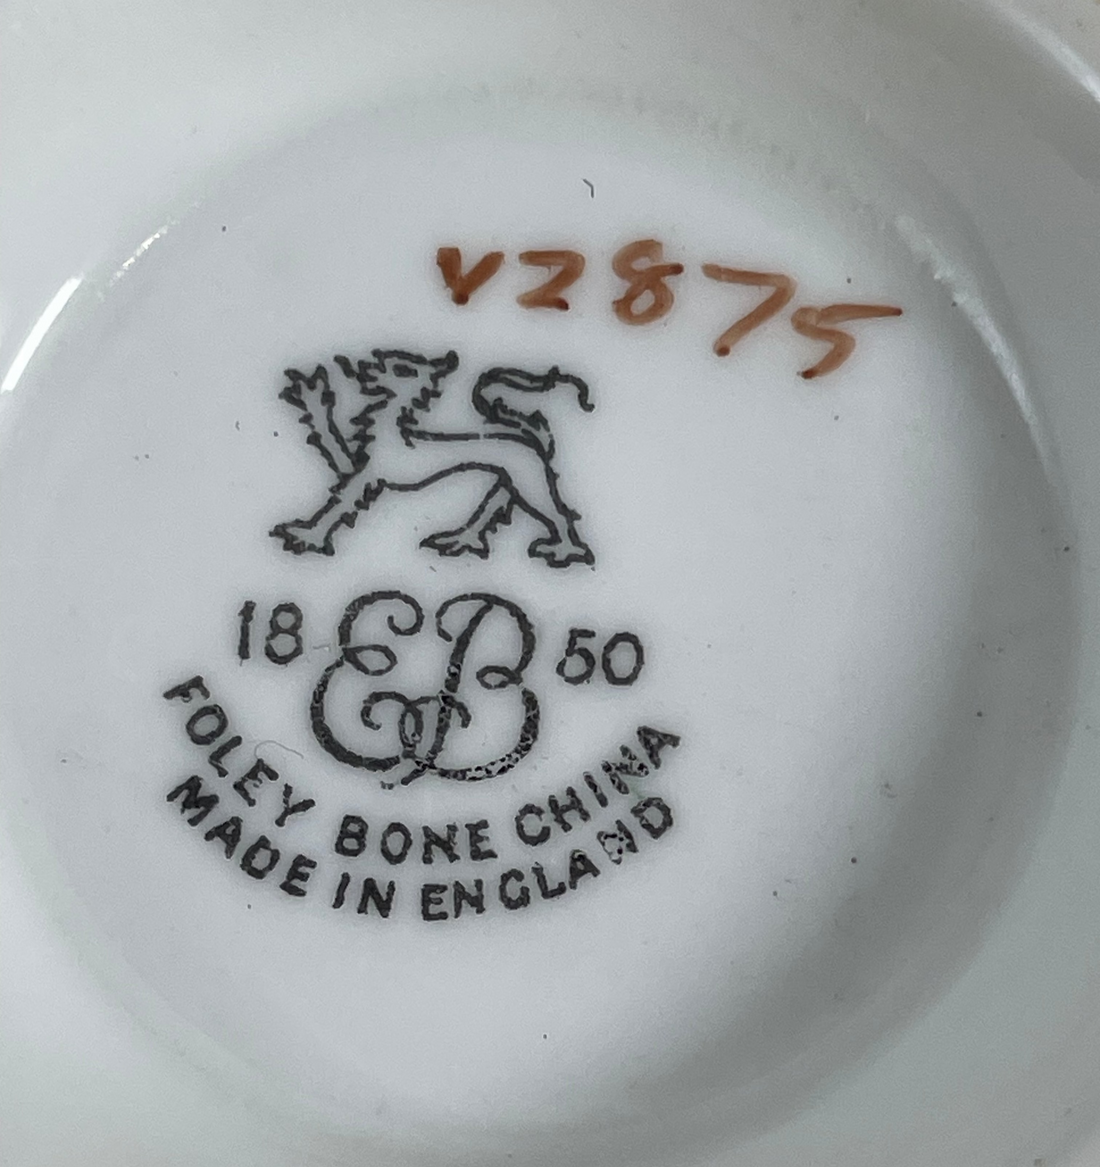 V2875
18 EB 50
FOLEY BONE CHINA
MADE IN ENGLAND